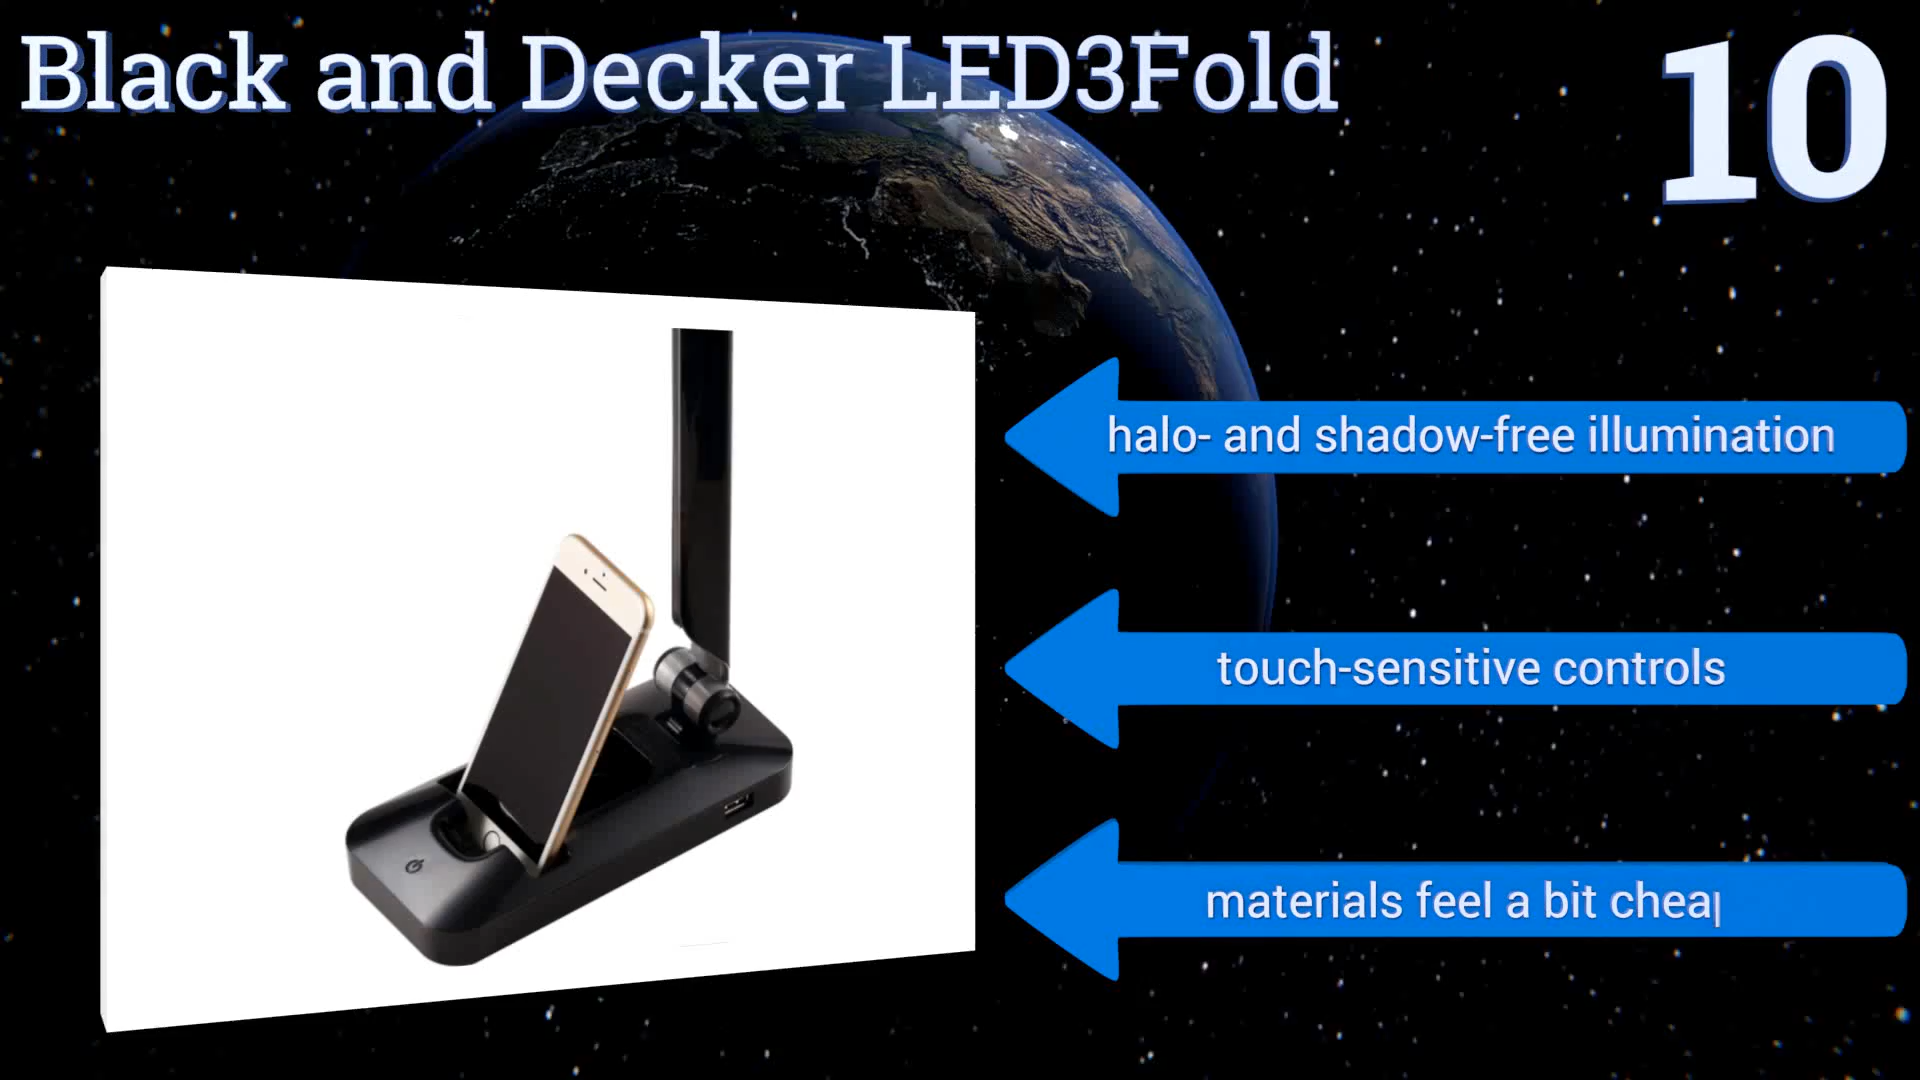 Black and Decker LED3Fold
10
halo- and shadow-free illumination
touch-sensitive controls
materials feel a bit chea